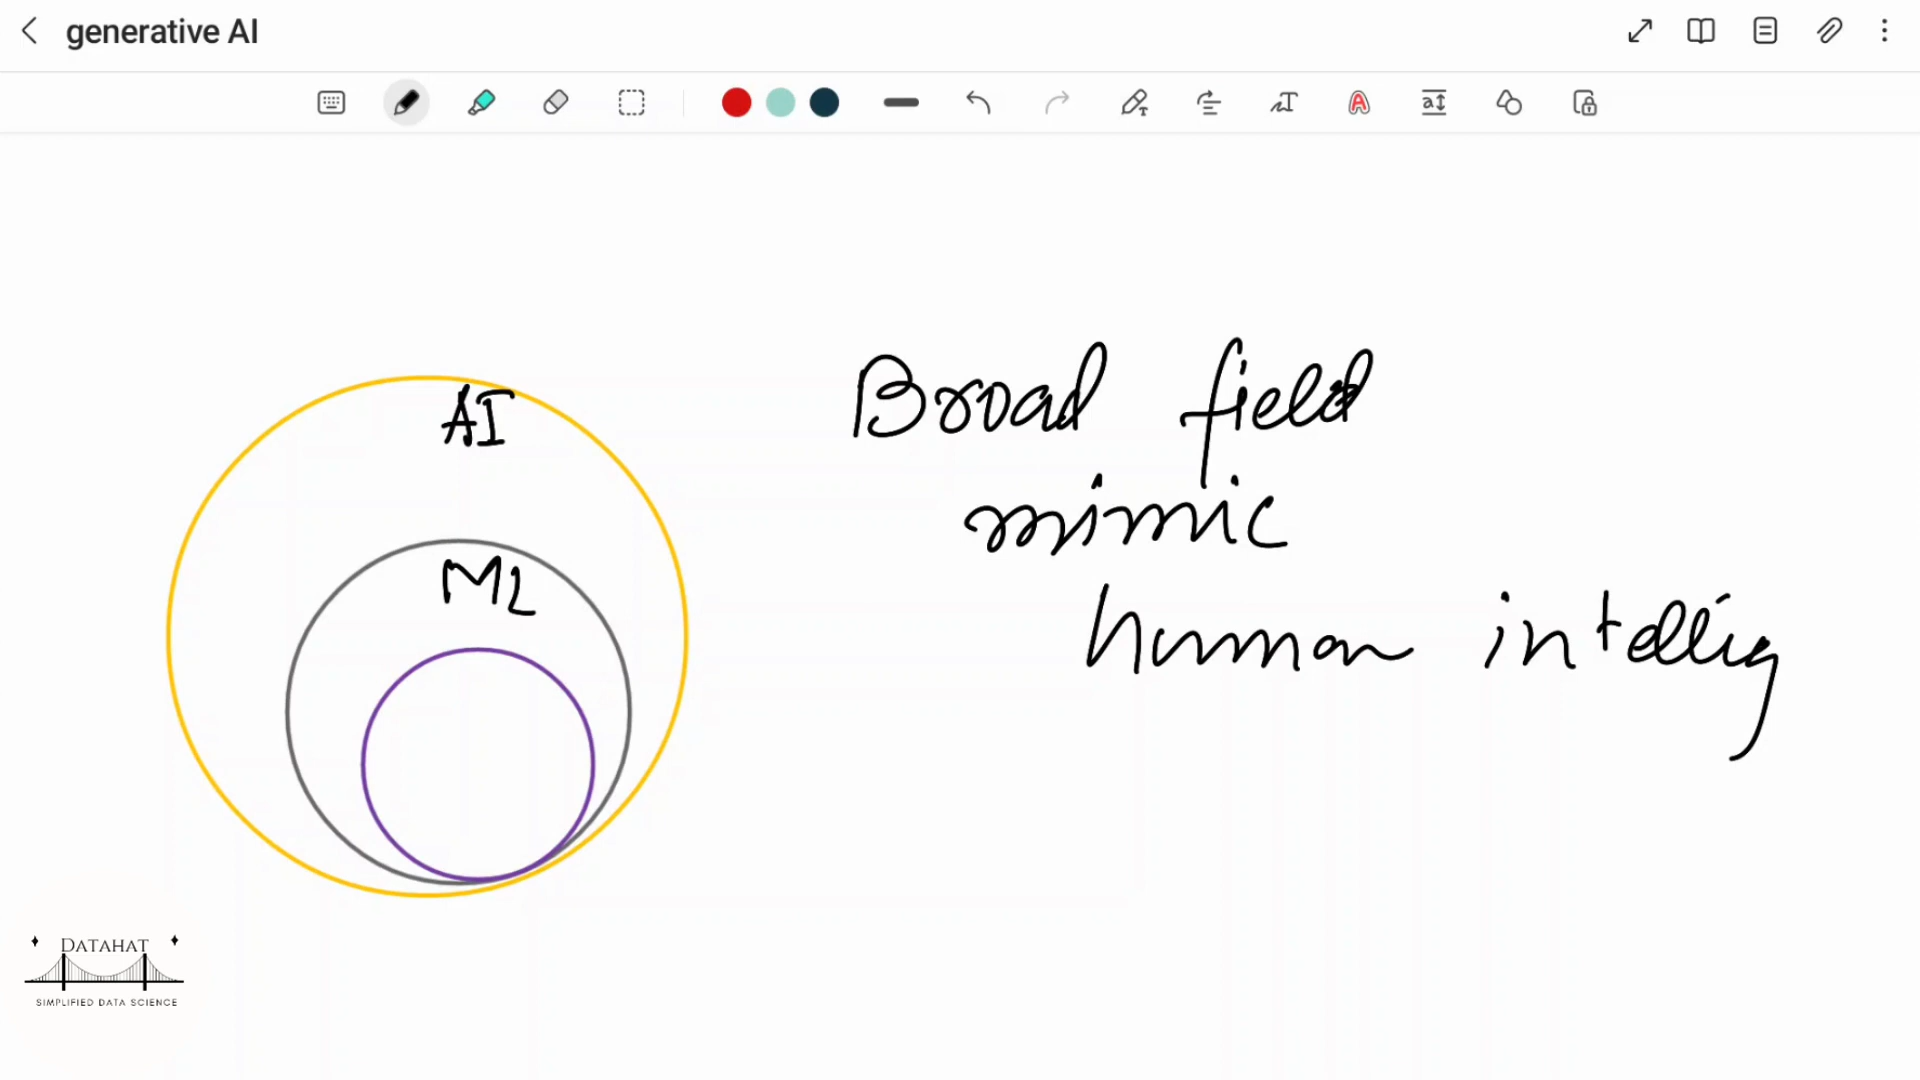 generative AI
AI
ML
Broad field
mimic
human intellig
DATAHAT
SIMPLIFIED DATA SCIENCE